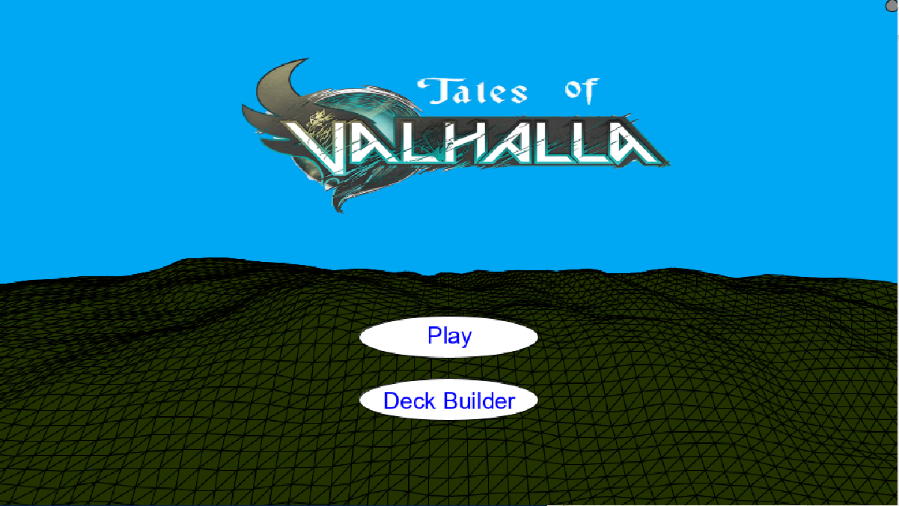 Tales of
VALHALLA
Play
Deck Builder